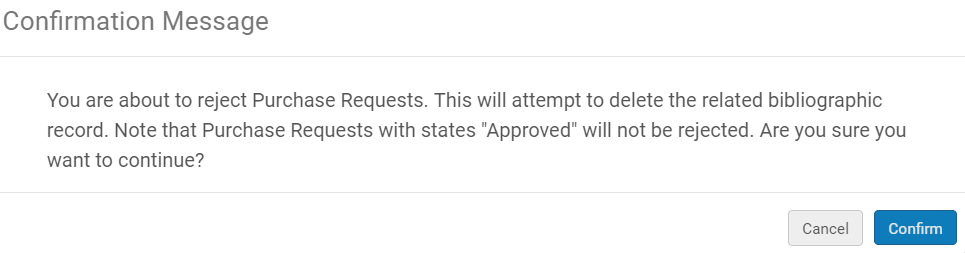 Confirmation Message
You are about to reject Purchase Requests. This will attempt to delete the related bibliographic
record. Note that Purchase Requests with states "Approved" will not be rejected. Are you sure you
want to continue?
Cancel Confirm